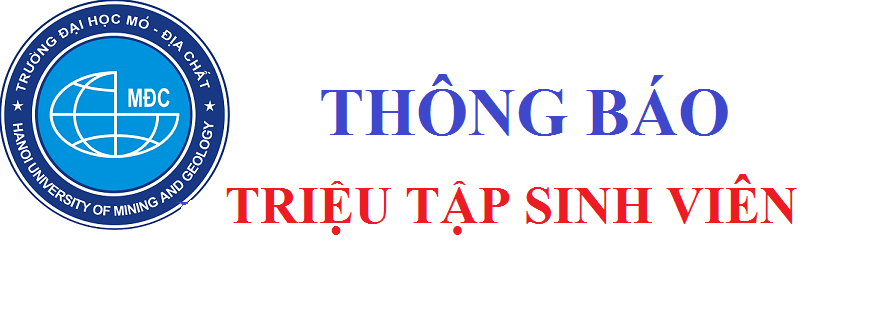 TRƯỜNG ĐẠI HỌC MỎ - ĐỊA CHẤT
MĐC
HANOI UNIVERSITY OF MINING AND GEOLOGY
THÔNG BÁO
TRIỆU TẬP SINH VIÊN